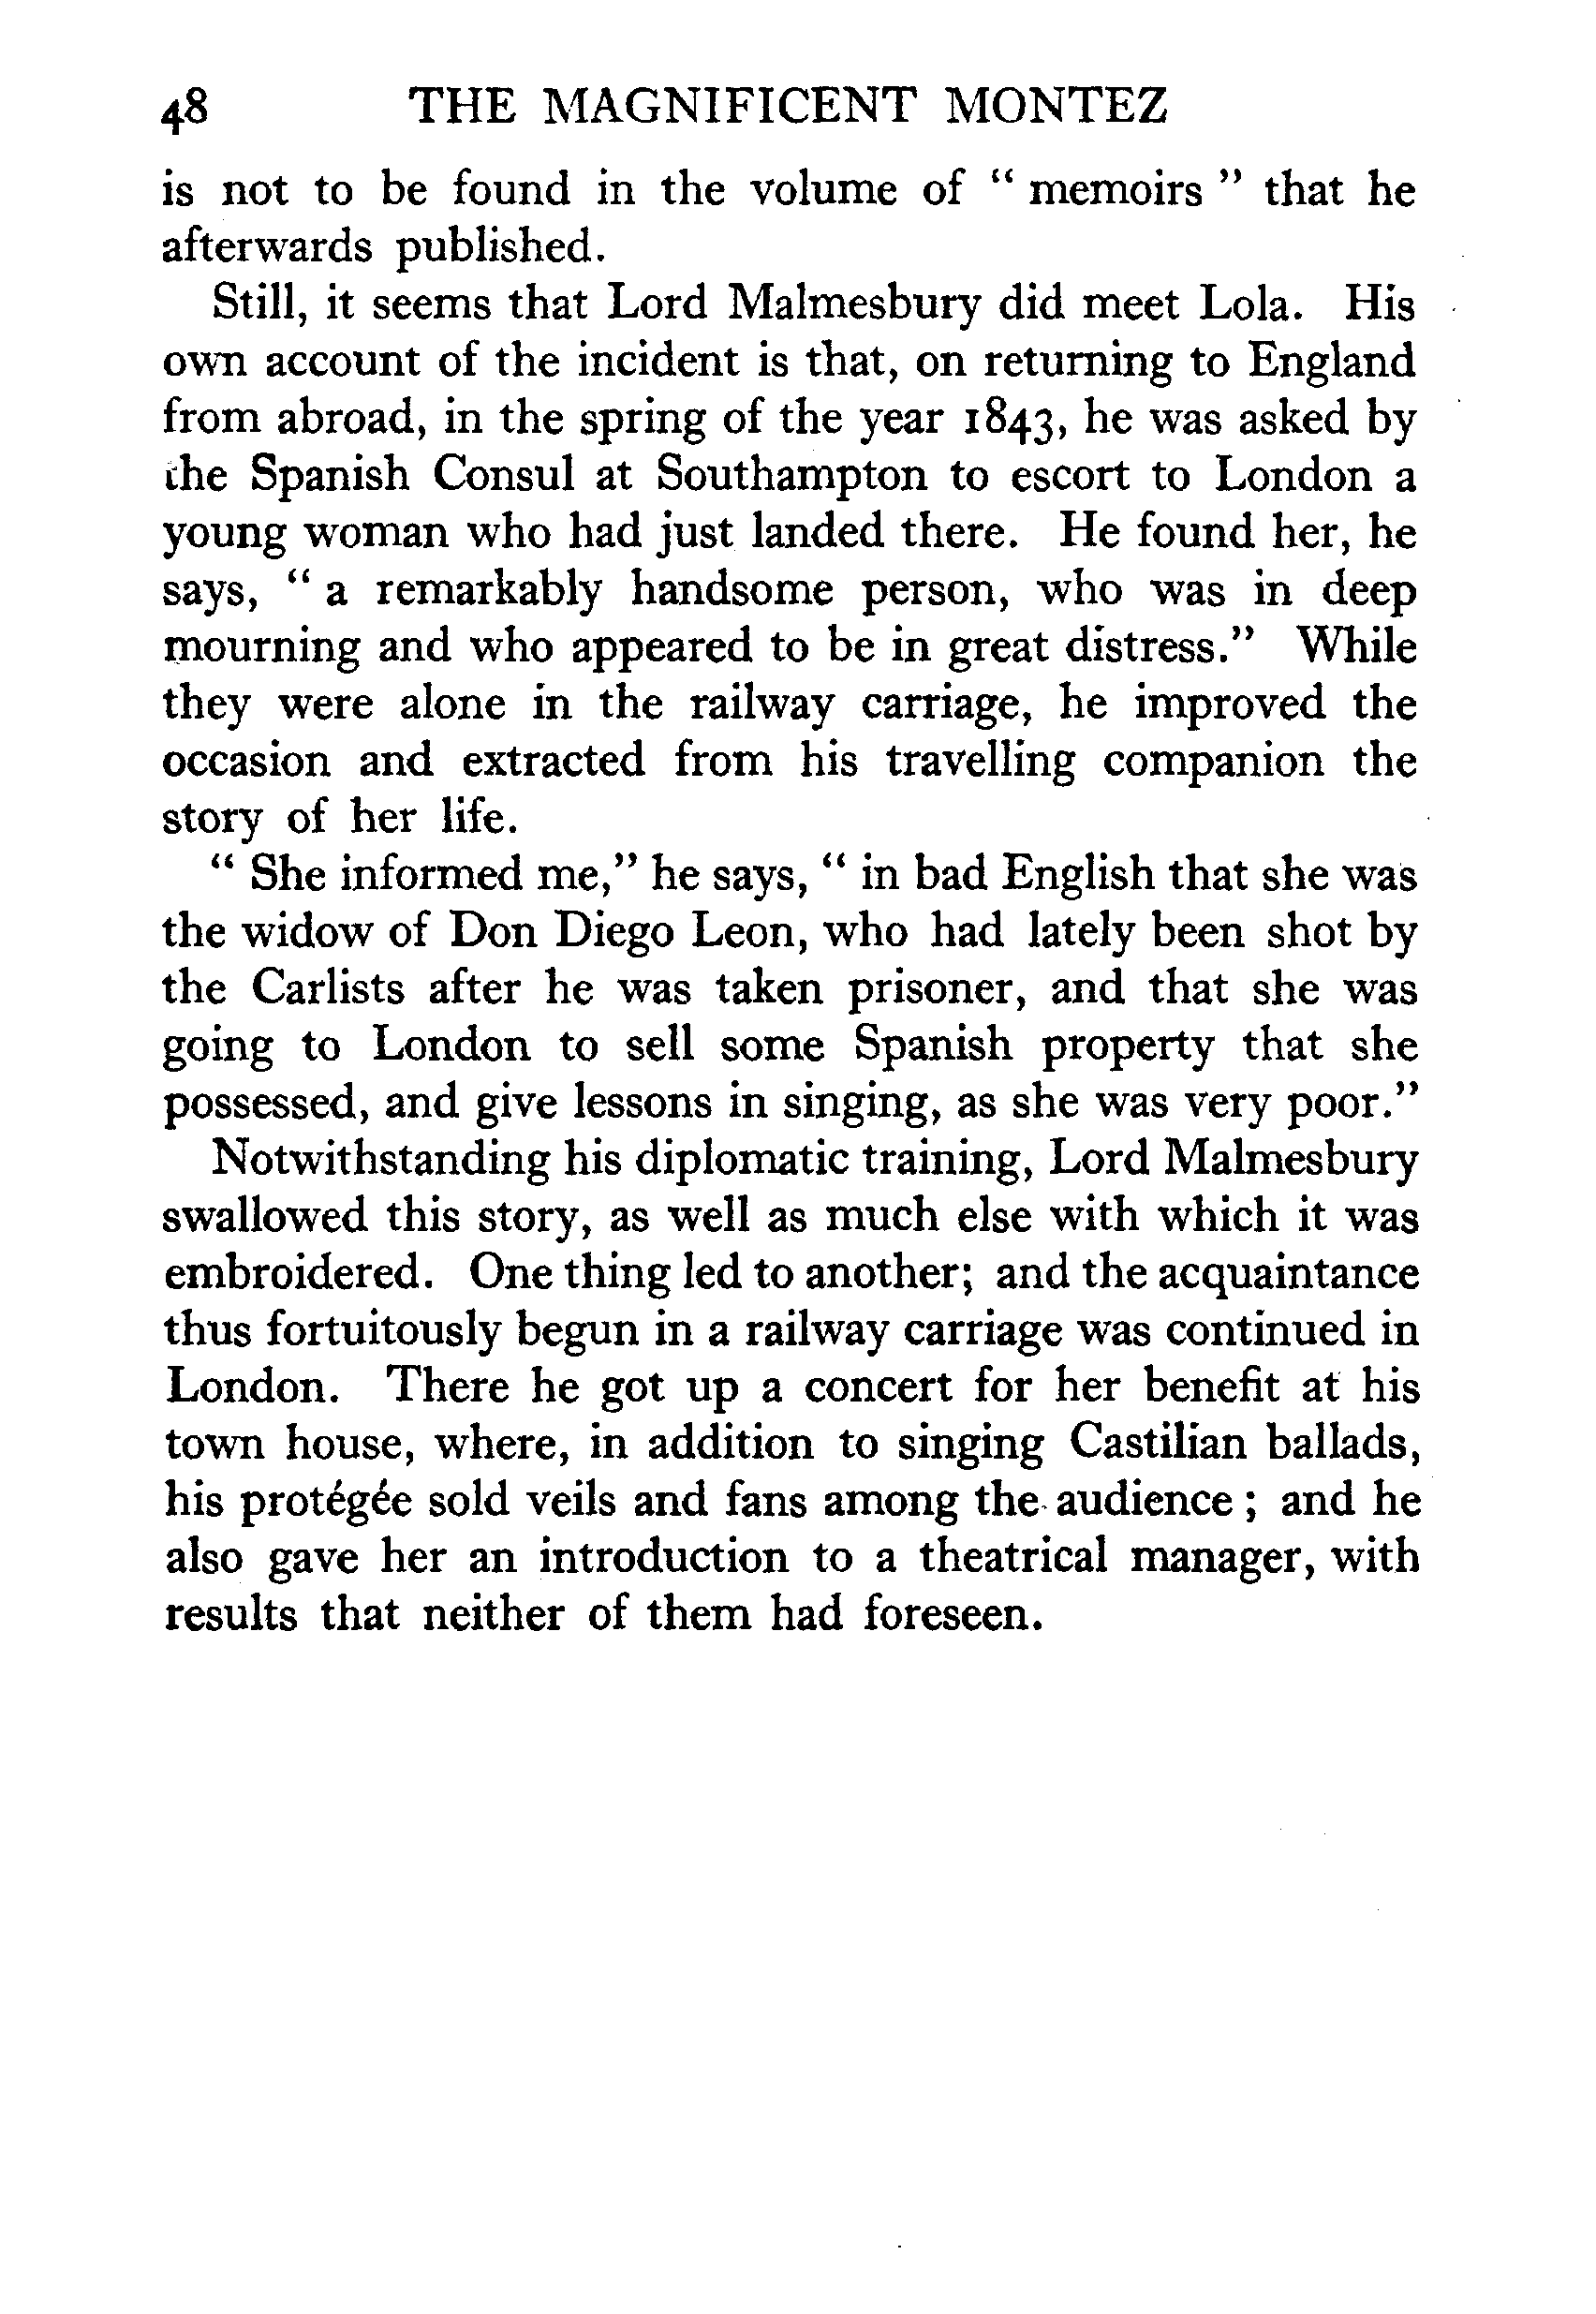 48 THE MAGNIFICENT MONTEZ
is not to be found in the volume of " memoirs " that he
afterwards published.
Still, it seems that Lord Malmesbury did meet Lola. His
own account of the incident is that, on returning to England
from abroad, in the spring of the year 1843, he was asked by
the Spanish Consul at Southampton to escort to London a
young woman who had just landed there. He found her, he
says, " a remarkably handsome person, who was in deep
mourning and who appeared to be in great distress." While
they were alone in the railway carriage, he improved the
occasion and extracted from his travelling companion the
story of her life.
" She informed me," he says, " in bad English that she was
the widow of Don Diego Leon, who had lately been shot by
the Carlists after he was taken prisoner, and that she was
going to London to sell some Spanish property that she
possessed, and give lessons in singing, as she was very poor."
Notwithstanding his diplomatic training, Lord Malmesbury
swallowed this story, as well as much else with which it was
embroidered. One thing led to another; and the acquaintance
thus fortuitously begun in a railway carriage was continued in
London. There he got up a concert for her benefit at his
town house, where, in addition to singing Castilian ballads,
his protégée sold veils and fans among the audience ; and he
also gave her an introduction to a theatrical manager, with
results that neither of them had foreseen.